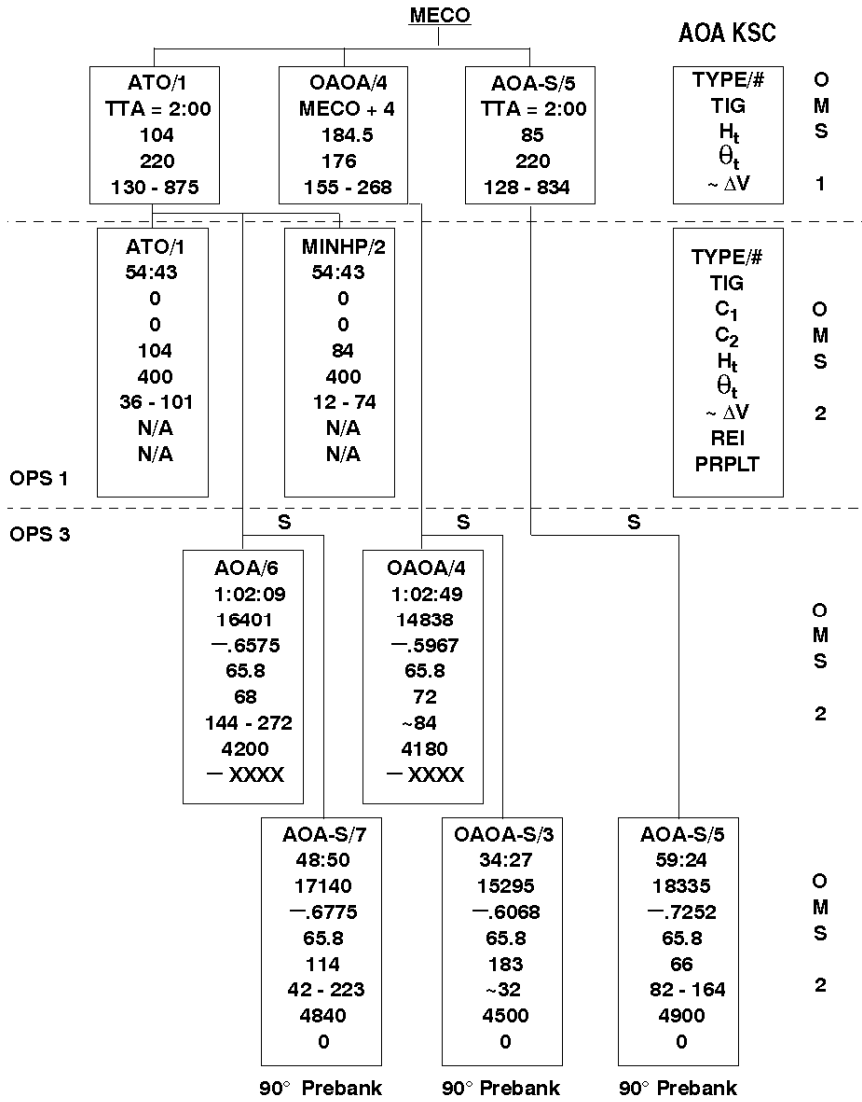 MECO
AOA KSC
ATO/1
TTA = 2:00
104
220
130 - 875
OAOA/4
MECO + 4
184.5
176
155 - 268
AOA-S/5
TTA = 2:00
85
220
128 - 834
TYPE/#
TIG
Ht
θt
~ ΔV
O
M
S
1
ATO/1
54:43
0
0
104
400
36 - 101
N/A
N/A
MINHP/2
54:43
0
0
84
400
12 - 74
N/A
N/A
TYPE/#
TIG
C1
C2
Ht
θt
~ ΔV
REI
PRPLT
O
M
S
2
OPS 1
OPS 3
S
S
S
AOA/6
1:02:09
16401
—.6575
65.8
68
144 - 272
4200
— XXXX
OAOA/4
1:02:49
14838
—.5967
65.8
72
~84
4180
— XXXX
O
M
S
2
AOA-S/7
48:50
17140
—.6775
65.8
114
42 - 223
4840
0
90° Prebank
OAOA-S/3
34:27
15295
—.6068
65.8
183
~32
4500
0
90° Prebank
AOA-S/5
59:24
18335
—.7252
65.8
66
82 - 164
4900
0
90° Prebank
O
M
S
2